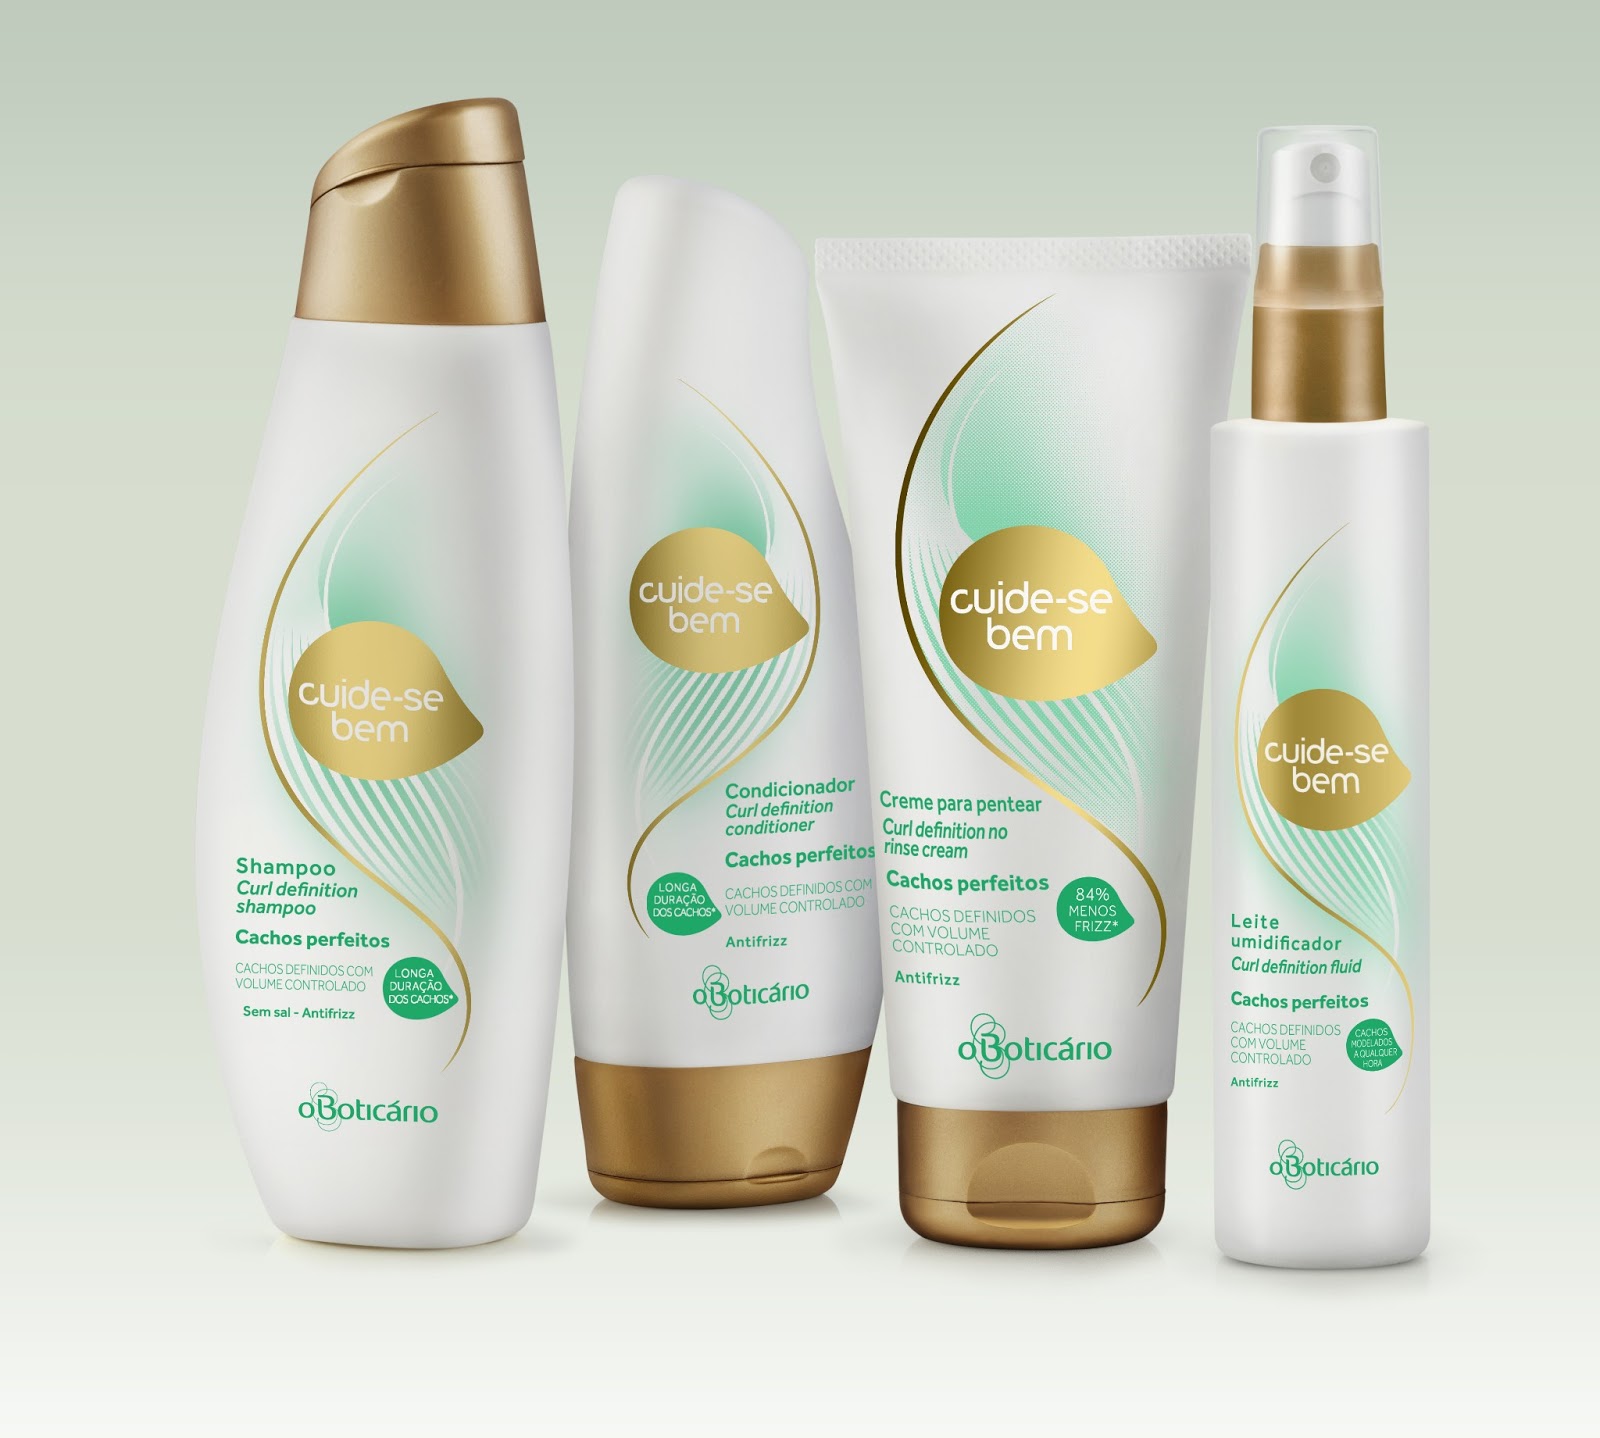 cuide-se
bem
Shampoo
Curl definition
shampoo
Cachos perfeitos
CACHOS DEFINIDOS COM
VOLUME CONTROLADO
LONGA
DURAÇÃO
DOS CACHOS*
Sem sal - Antifrizz
oBoticário
cuide-se
bem
Condicionador
Curl definition
conditioner
Cachos perfeitos
LONGA
DURAÇÃO
DOS CACHOS*
CACHOS DEFINIDOS COM
VOLUME CONTROLADO
Antifrizz
oBoticário
cuide-se
bem
Creme para pentear
Curl definition no
rinse cream
Cachos perfeitos
CACHOS DEFINIDOS
COM VOLUME
CONTROLADO
84%
MENOS
FRIZZ*
Antifrizz
oBoticário
cuide-se
bem
Leite
umidificador
Curl definition fluid
Cachos perfeitos
CACHOS DEFINIDOS
COM VOLUME
CONTROLADO
CACHOS
MODELADOS
A QUALQUER
HORA
Antifrizz
oBoticário